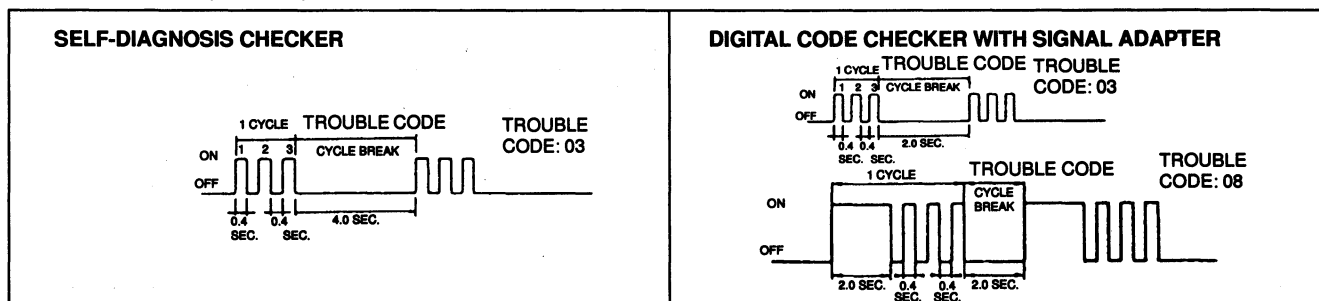 SELF-DIAGNOSIS CHECKER
1 CYCLE TROUBLE CODE TROUBLE
CODE: 03
ON 1 2 3 CYCLE BREAK
OFF
0.4 0.4 4.0 SEC.
SEC. SEC.
DIGITAL CODE CHECKER WITH SIGNAL ADAPTER
1 CYCLE TROUBLE CODE TROUBLE
CODE: 03
ON 1 2 3 CYCLE BREAK
OFF
0.4 0.4 2.0 SEC.
SEC. SEC.
1 CYCLE TROUBLE CODE TROUBLE
CODE: 08
ON CYCLE
BREAK
OFF
2.0 SEC. 0.4 0.4 2.0 SEC.
SEC. SEC.